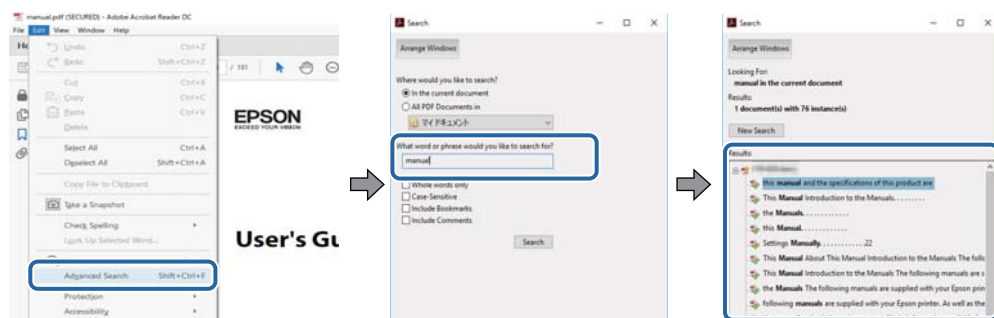 manual.pdf (SECURED) - Adobe Acrobat Reader DC
File Edit View Window Help
Undo Ctrl+Z
Redo Shift+Ctrl+Z
Cut Ctrl+X
Copy Ctrl+C
Paste Ctrl+V
Delete
Select All Ctrl+A
Deselect All Shift+Ctrl+A
Copy File to Clipboard
Take a Snapshot
Check Spelling
Look Up Selected Word...
Advanced Search Shift+Ctrl+F
Protection
Accessibility
/ 181
EPSON
EXCEED YOUR VISION
User's Gu
Search
Arrange Windows
Where would you like to search?
In the current document
All PDF Documents in
マイ ドキュメント
What word or phrase would you like to search for?
manual
Whole words only
Case-Sensitive
Include Bookmarks
Include Comments
Search
Search
Arrange Windows
Looking For:
manual in the current document
Results:
1 document(s) with 76 instance(s)
New Search
Results:
this manual and the specifications of this product are
This Manual Introduction to the Manuals. . . . . . . . .
the Manuals. . . . . . . . . . . .
this Manual. . . . . . . . . . . .
Settings Manually. . . . . . . . . . . .22
This Manual About This Manual Introduction to the Manuals The follo
This Manual Introduction to the Manuals The following manuals are s
the Manuals The following manuals are supplied with your Epson prin
following manuals are supplied with your Epson printer. As well as the